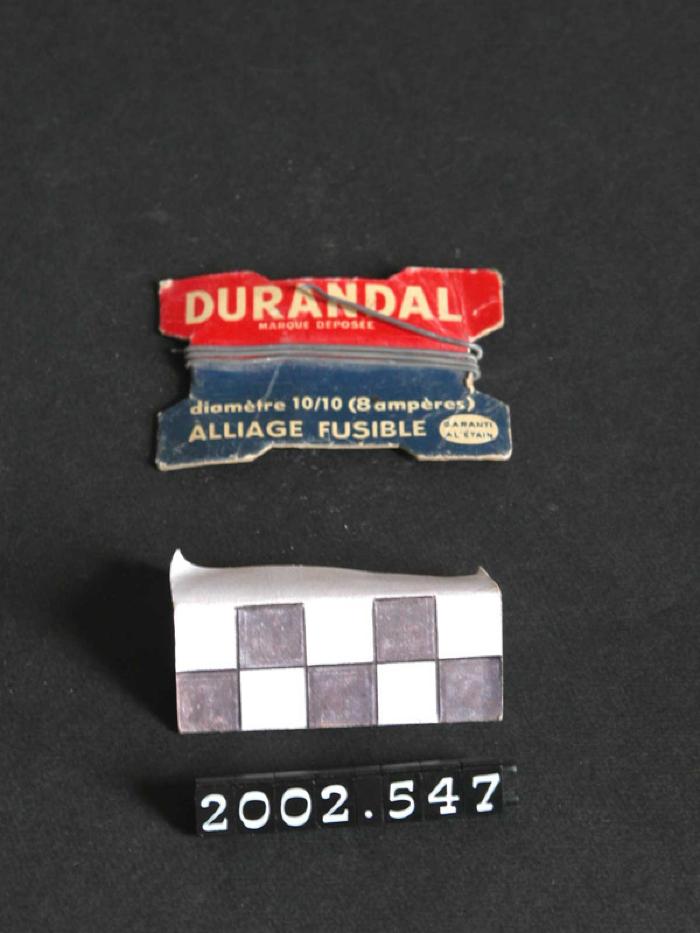 DURANDAL
MARQUE DÉPOSÉE
diamètre 10/10 (8 ampères)
ALLIAGE FUSIBLE
GARANTI
AL'ÉTAIN
2002.547